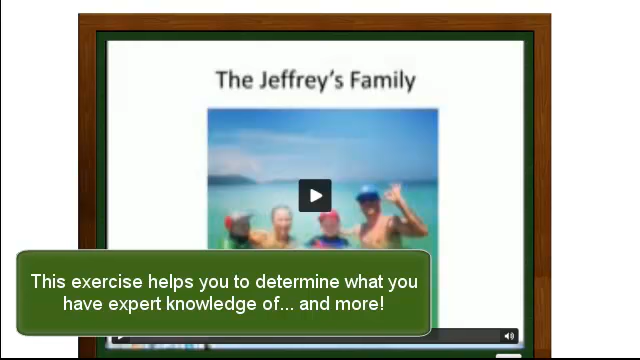 The Jeffrey's Family
This exercise helps you to determine what you
have expert knowledge of... and more!